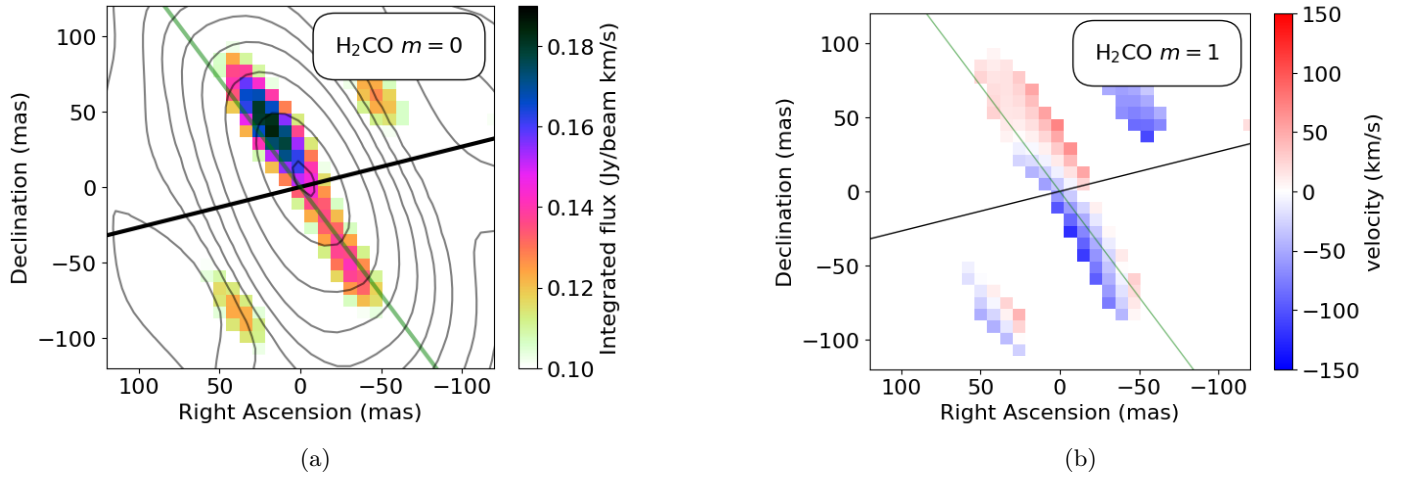 H₂CO m = 0
100
50
0
−50
−100
Declination (mas)
100 50 0 −50 −100
Right Ascension (mas)
0.18
0.16
0.14
0.12
0.10
Integrated flux (Jy/beam km/s)
(a)
H₂CO m = 1
100
50
0
−50
−100
Declination (mas)
100 50 0 −50 −100
Right Ascension (mas)
150
100
50
0
−50
−100
−150
velocity (km/s)
(b)